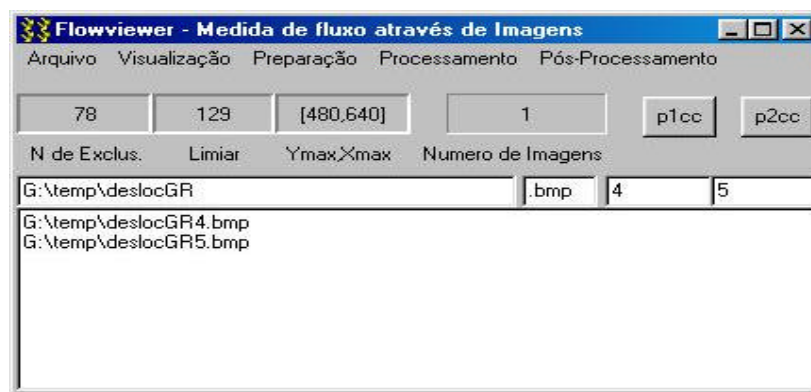 Flowviewer - Medida de fluxo através de Imagens
Arquivo Visualização Preparação Processamento Pós-Processamento
78 129 [480,640] 1 p1cc p2cc
N de Exclus. Limiar Ymax,Xmax Numero de Imagens
G:\temp\deslocGR .bmp 4 5
G:\temp\deslocGR4.bmp
G:\temp\deslocGR5.bmp